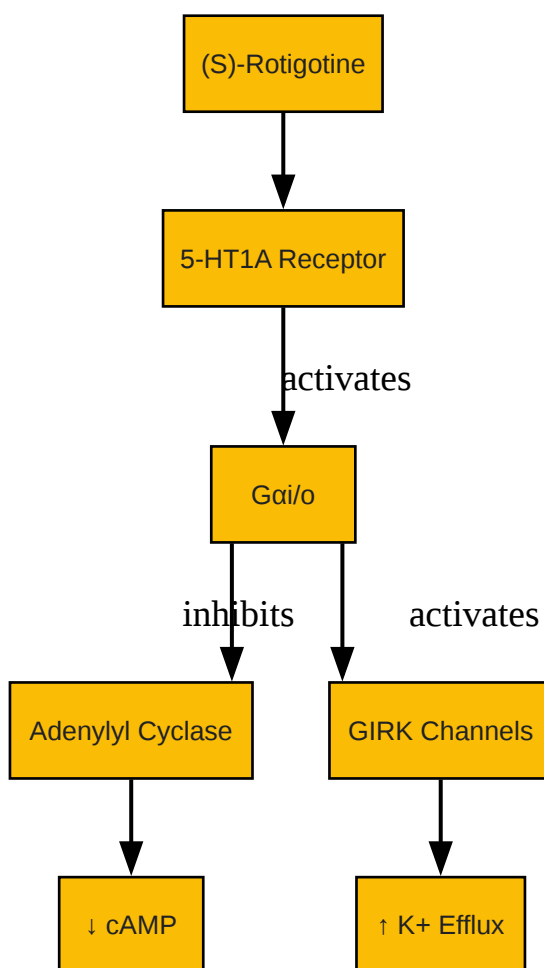 (S)-Rotigotine
5-HT1A Receptor
activates
Gαi/o
inhibits
activates
Adenylyl Cyclase
GIRK Channels
↓ cAMP
↑ K+ Efflux